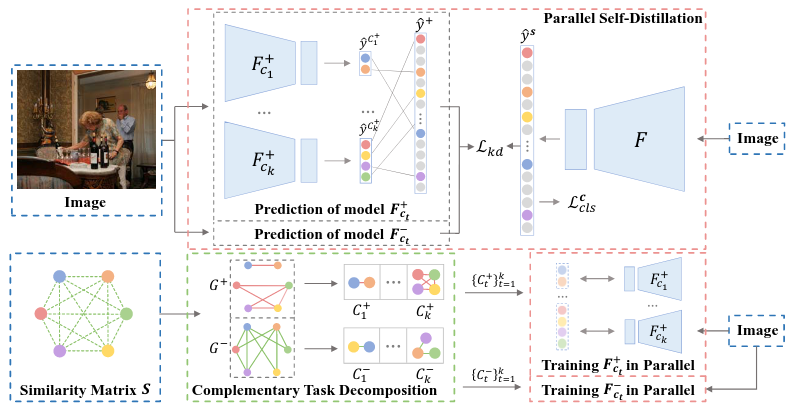 Parallel Self-Distillation
$F_{c_1}^{+}$
...
$F_{c_k}^{+}$
$\hat{y}^{C_1^{+}}$
...
$\hat{y}^{C_k^{+}}$
$\hat{y}^{+}$
$\hat{y}^{s}$
$\mathcal{L}_{kd}$
$F$
$\mathcal{L}_{cls}^{c}$
Image
Image
Prediction of model $F_{c_t}^{+}$
Prediction of model $F_{c_t}^{-}$
$G^{+}$
$G^{-}$
$C_1^{+}$ ... $C_k^{+}$
$C_1^{-}$ ... $C_k^{-}$
$\{C_t^{+}\}_{t=1}^{k}$
$\{C_t^{-}\}_{t=1}^{k}$
$F_{c_1}^{+}$
...
$F_{c_k}^{+}$
Image
Training $F_{c_t}^{+}$ in Parallel
Training $F_{c_t}^{-}$ in Parallel
Similarity Matrix $S$
Complementary Task Decomposition